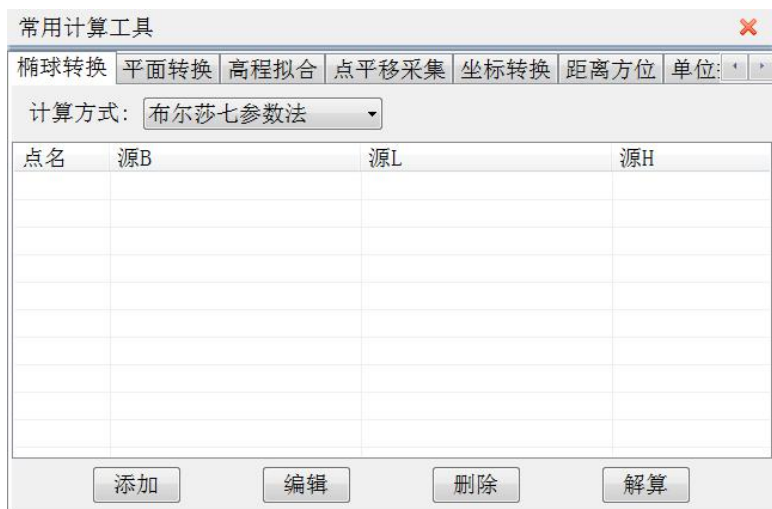 常用计算工具
椭球转换 平面转换 高程拟合 点平移采集 坐标转换 距离方位 单位
计算方式: 布尔莎七参数法
点名 源B 源L 源H
添加 编辑 删除 解算